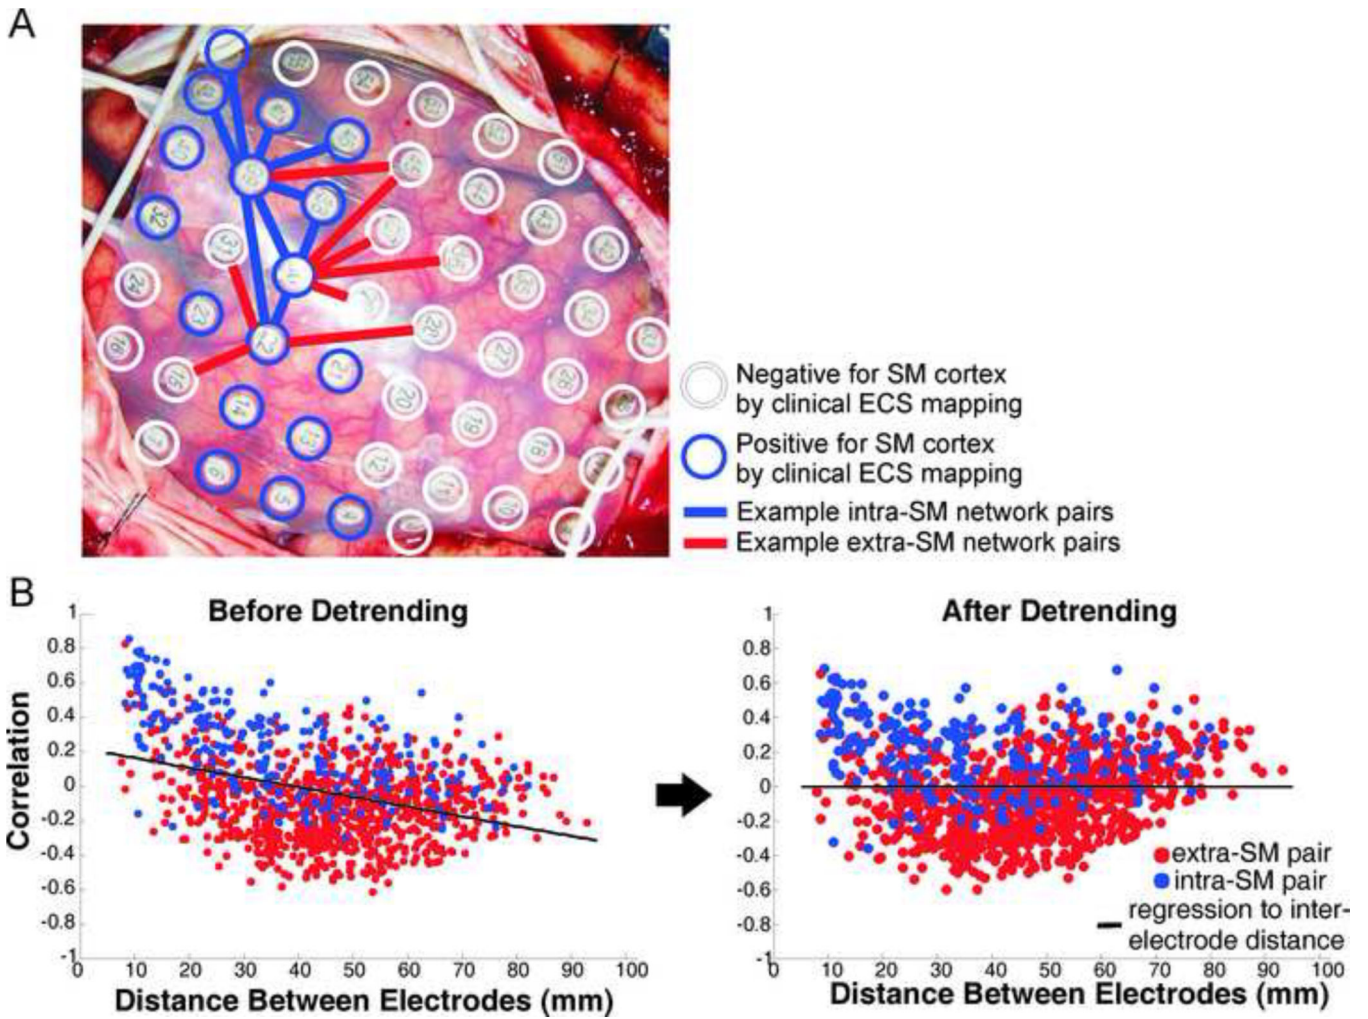 A
Negative for SM cortex
by clinical ECS mapping
Positive for SM cortex
by clinical ECS mapping
Example intra-SM network pairs
Example extra-SM network pairs
B
Before Detrending
After Detrending
Correlation
1
0.8
0.6
0.4
0.2
0
-0.2
-0.4
-0.6
-0.8
-1
0 10 20 30 40 50 60 70 80 90 100
Distance Between Electrodes (mm)
1
0.8
0.6
0.4
0.2
0
-0.2
-0.4
-0.6
-0.8
-1
0 10 20 30 40 50 60 70 80 90 100
Distance Between Electrodes (mm)
extra-SM pair
intra-SM pair
regression to inter-
electrode distance